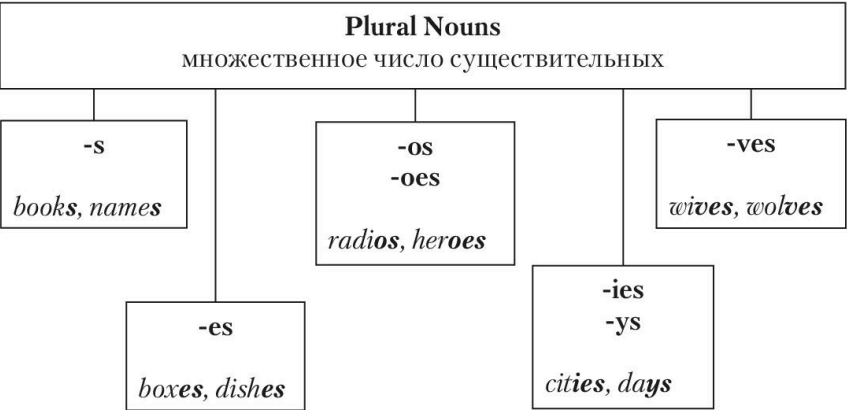 Plural Nouns
множественное число существительных
-s
books, names
-es
boxes, dishes
-os
-oes
radios, heroes
-ies
-ys
cities, days
-ves
wives, wolves